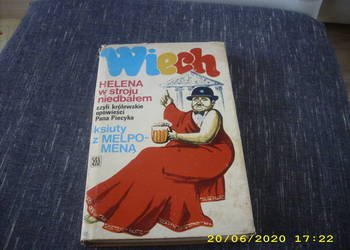 Wiech
HELENA
w stroju
niedbałem
czyli królewskie
opowieści
Pana Piecyka
ksiuty
z MELPO-
MENĄ
20/06/2020 17:22